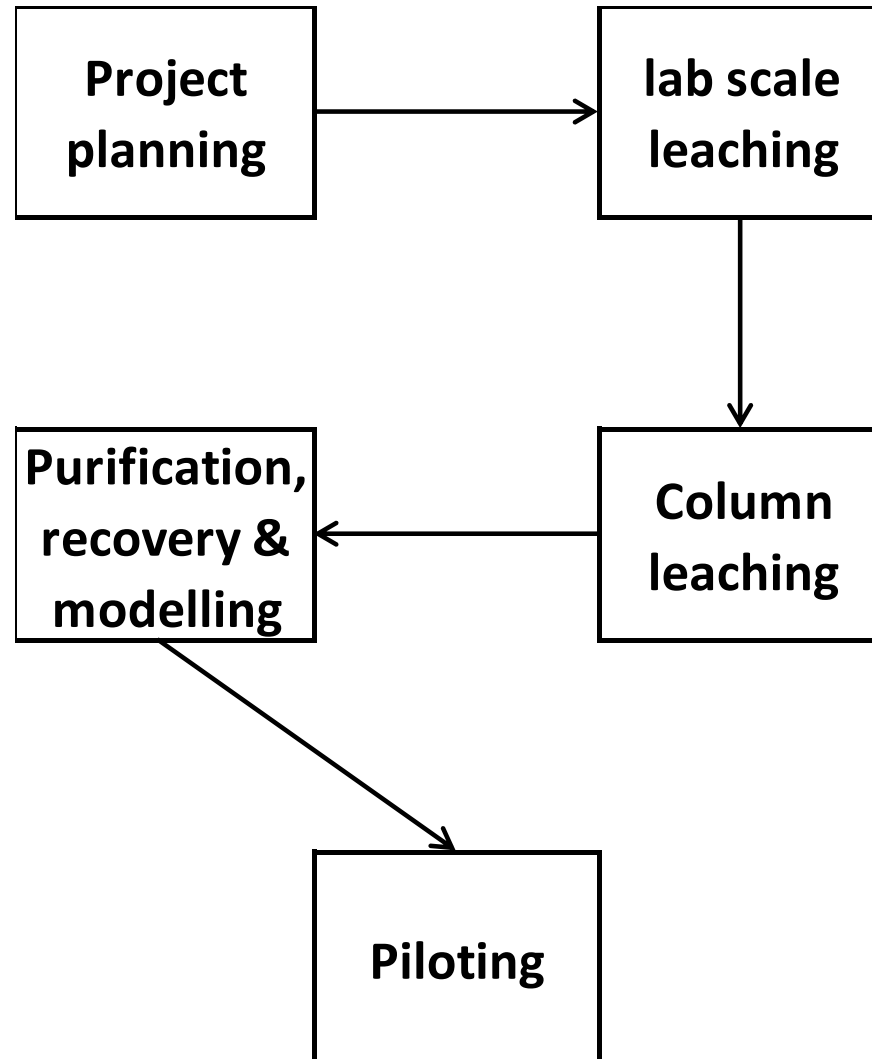 Project
planning
lab scale
leaching
Column
leaching
Purification,
recovery &
modelling
Piloting